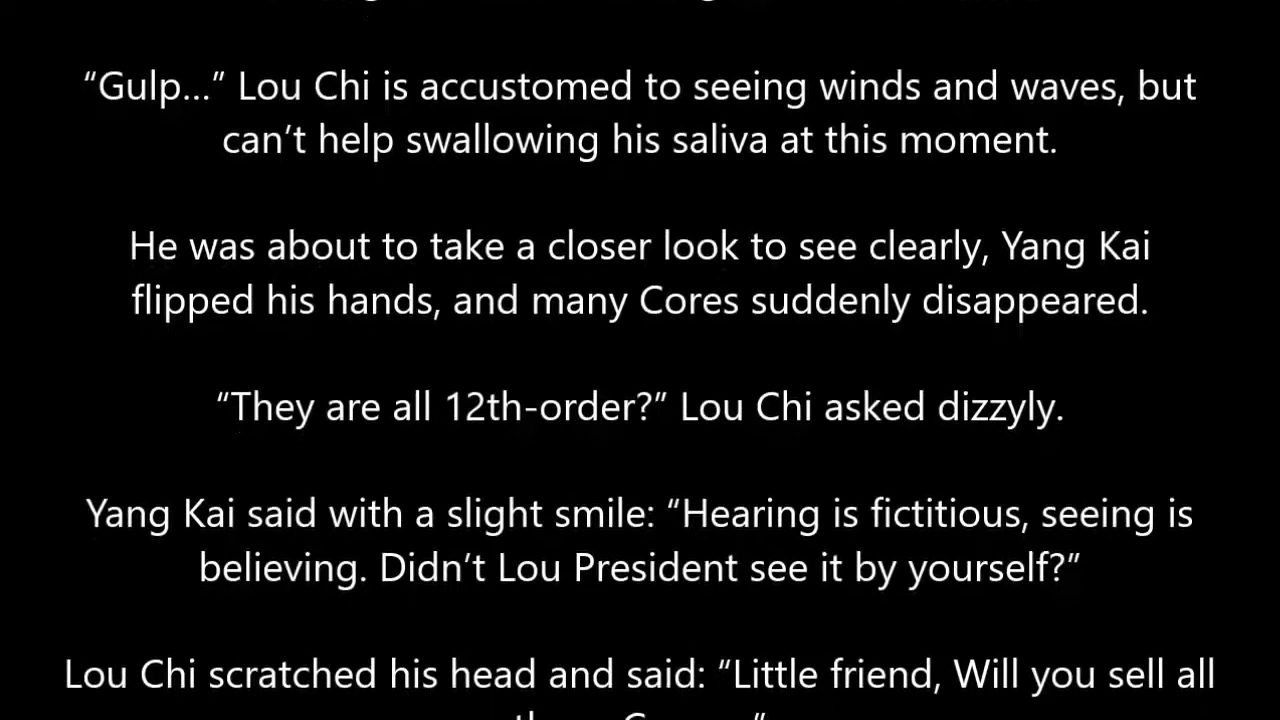 “Gulp...” Lou Chi is accustomed to seeing winds and waves, but
can’t help swallowing his saliva at this moment.
He was about to take a closer look to see clearly, Yang Kai
flipped his hands, and many Cores suddenly disappeared.
“They are all 12th-order?” Lou Chi asked dizzyly.
Yang Kai said with a slight smile: “Hearing is fictitious, seeing is
believing. Didn’t Lou President see it by yourself?”
Lou Chi scratched his head and said: “Little friend, Will you sell all